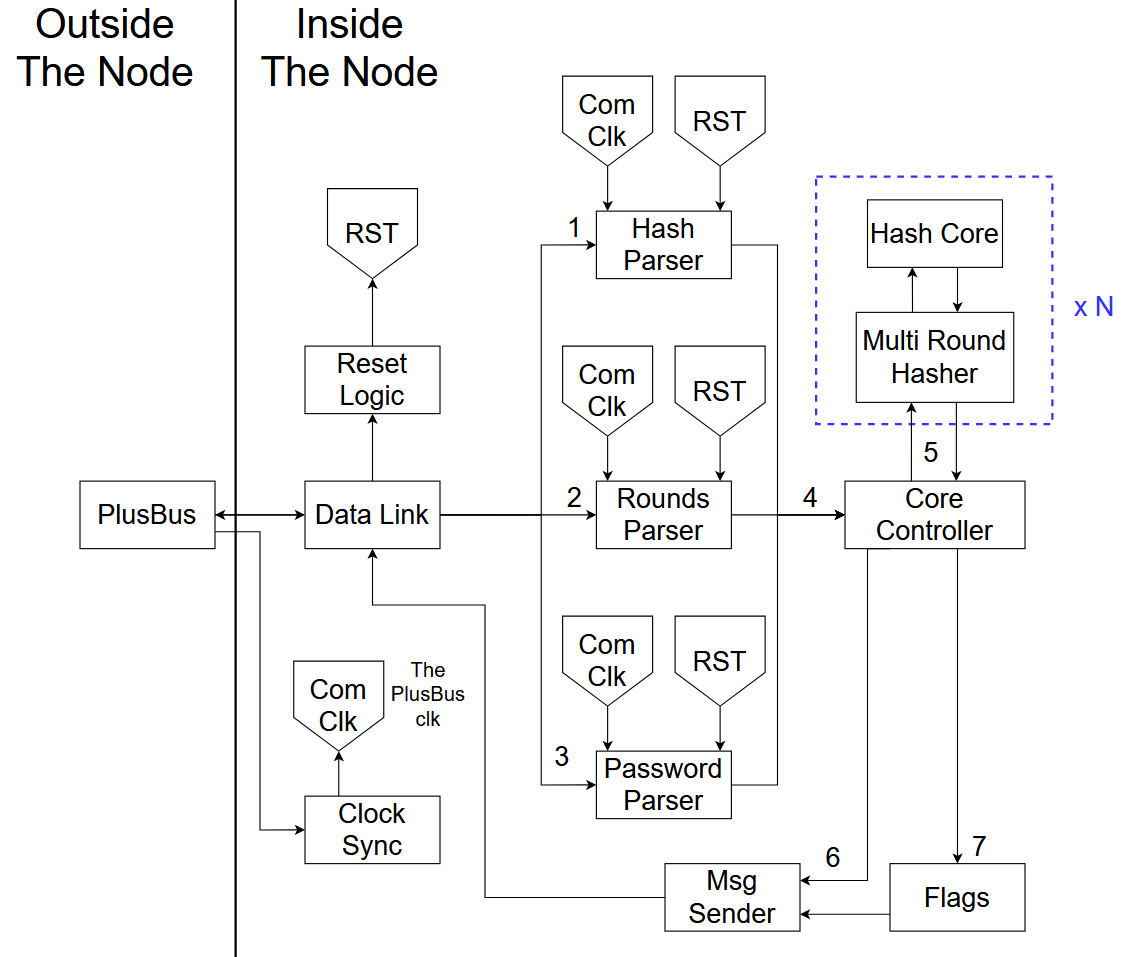 Outside
The Node
Inside
The Node
Com
Clk
RST
1
Hash
Parser
RST
Hash Core
Multi Round
Hasher
x N
Reset
Logic
Com
Clk
RST
5
PlusBus
Data Link
2
Rounds
Parser
4
Core
Controller
Com
Clk
The
PlusBus
clk
Com
Clk
RST
3
Password
Parser
Clock
Sync
6
7
Msg
Sender
Flags